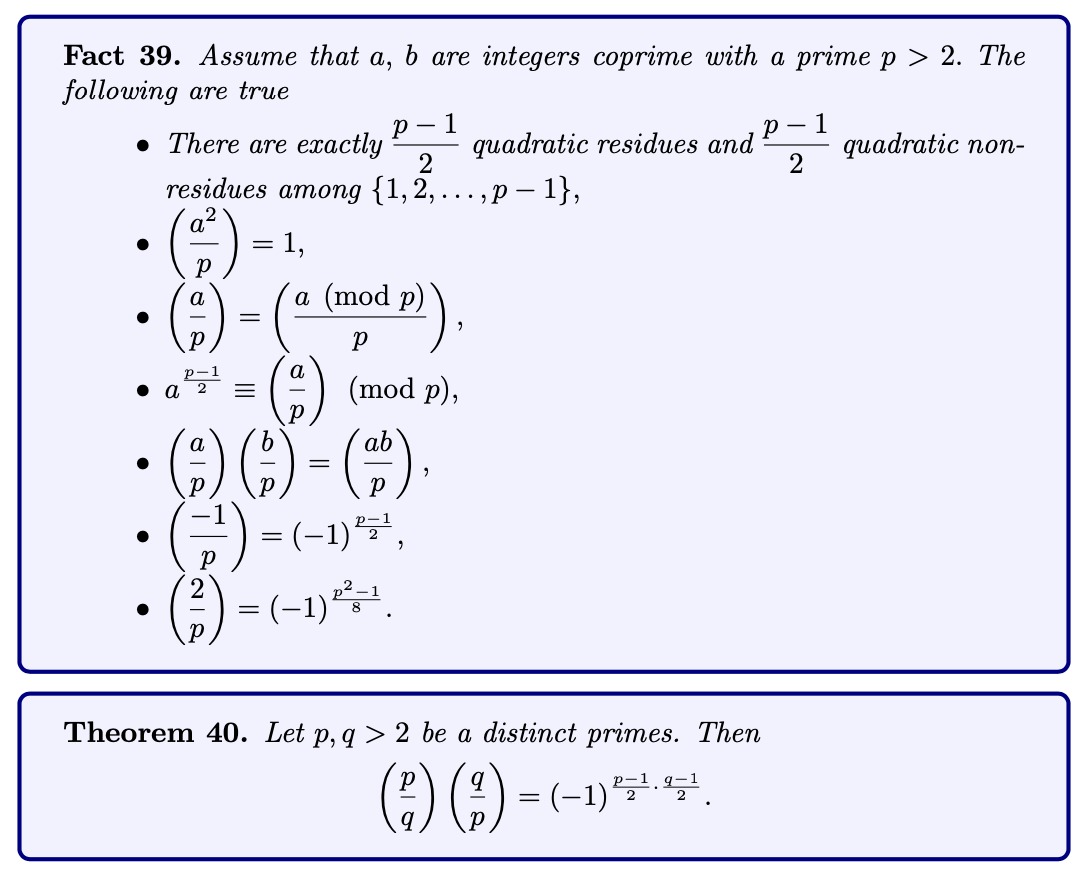 Fact 39. Assume that a, b are integers coprime with a prime p > 2. The
following are true
• There are exactly \frac{p-1}{2} quadratic residues and \frac{p-1}{2} quadratic non-
residues among {1, 2, . . . , p − 1},
• \left(\frac{a^2}{p}\right) = 1,
• \left(\frac{a}{p}\right) = \left(\frac{a \pmod p}{p}\right),
• a^{\frac{p-1}{2}} ≡ \left(\frac{a}{p}\right) (mod p),
• \left(\frac{a}{p}\right)\left(\frac{b}{p}\right) = \left(\frac{ab}{p}\right),
• \left(\frac{-1}{p}\right) = (−1)^{\frac{p-1}{2}},
• \left(\frac{2}{p}\right) = (−1)^{\frac{p^2-1}{8}}.
Theorem 40. Let p, q > 2 be a distinct primes. Then
\left(\frac{p}{q}\right)\left(\frac{q}{p}\right) = (−1)^{\frac{p-1}{2} \cdot \frac{q-1}{2}}.